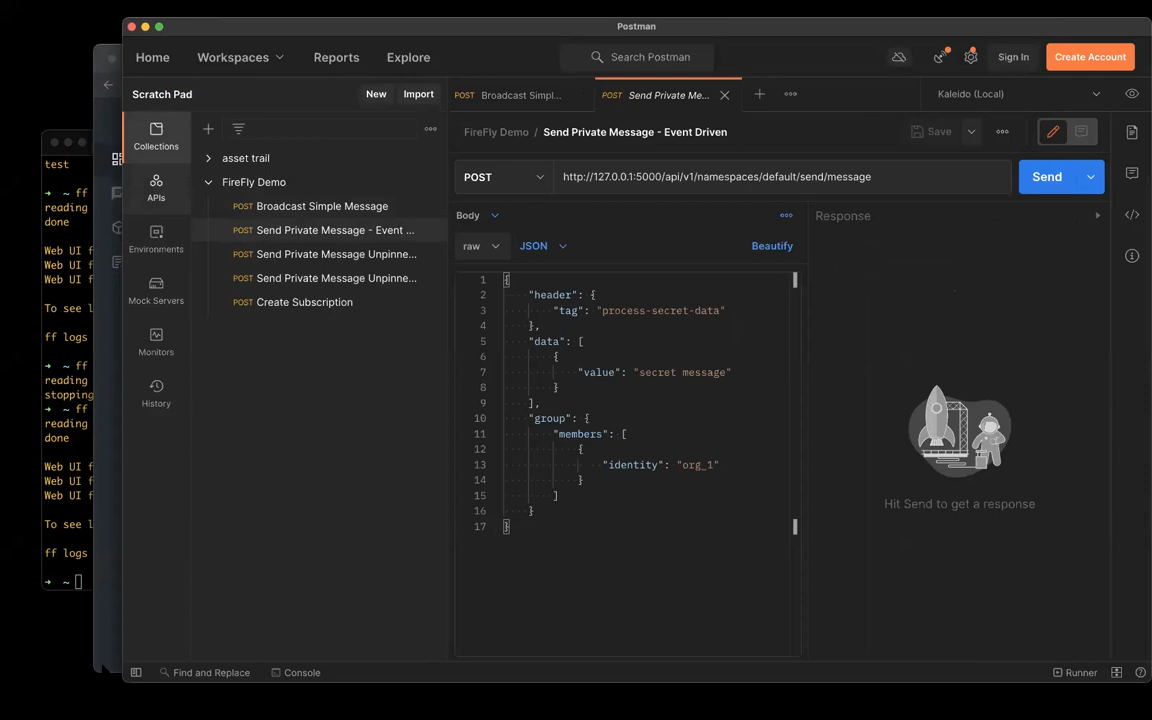 Postman
Home
Workspaces
Reports
Explore
Search Postman
Sign In
Create Account
Scratch Pad
New
Import
POST Broadcast Simpl...
POST Send Private Me...
Kaleido (Local)
Collections
APIs
Environments
Mock Servers
Monitors
History
asset trail
FireFly Demo
POST Broadcast Simple Message
POST Send Private Message - Event ...
POST Send Private Message Unpinne...
POST Send Private Message Unpinne...
POST Create Subscription
FireFly Demo / Send Private Message - Event Driven
Save
POST
http://127.0.0.1:5000/api/v1/namespaces/default/send/message
Send
Body
raw
JSON
Beautify
1 {
2 "header": {
3 "tag": "process-secret-data"
4 },
5 "data": [
6 {
7 "value": "secret message"
8 }
9 ],
10 "group": {
11 "members": [
12 {
13 "identity": "org_1"
14 }
15 ]
16 }
17 }
Response
Hit Send to get a response
Find and Replace
Console
Runner
test
→ ~ ff
reading
done
Web UI f
Web UI f
Web UI f
To see l
ff logs
→ ~ ff
reading
stopping
→ ~ ff
reading
done
Web UI f
Web UI f
Web UI f
To see l
ff logs
→ ~